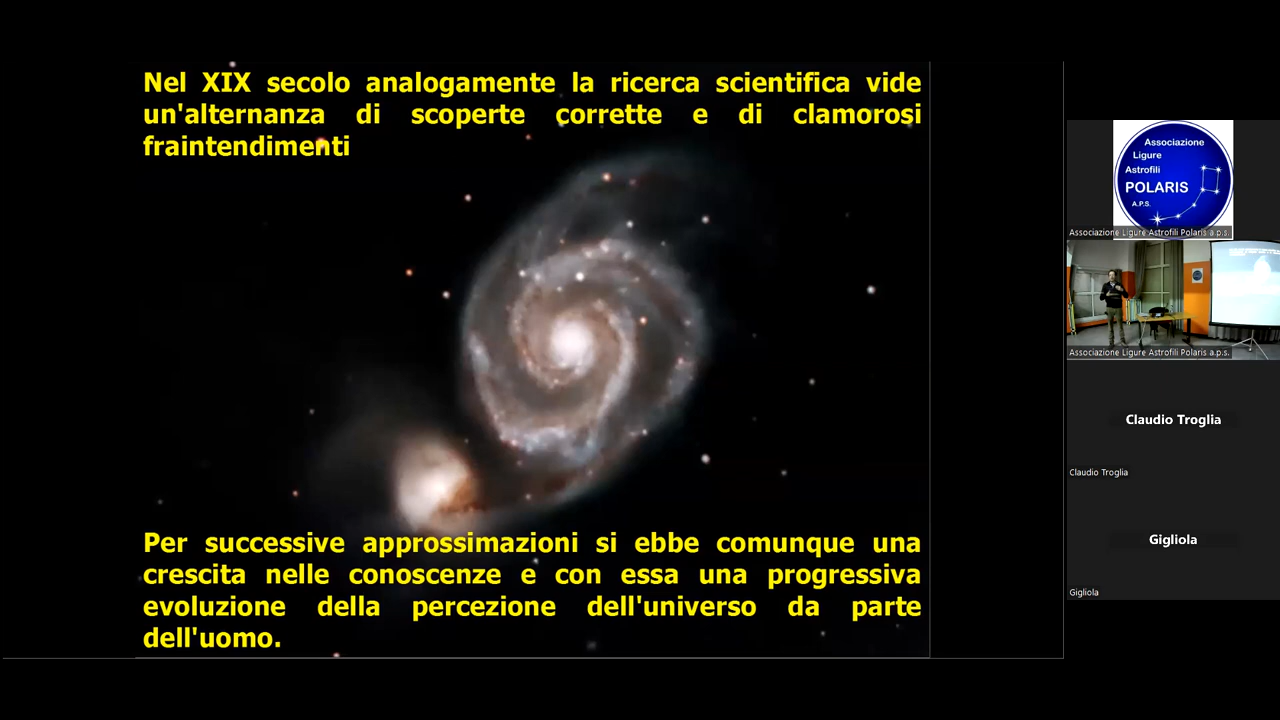 Nel XIX secolo analogamente la ricerca scientifica vide
un'alternanza di scoperte corrette e di clamorosi
fraintendimenti
Per successive approssimazioni si ebbe comunque una
crescita nelle conoscenze e con essa una progressiva
evoluzione della percezione dell'universo da parte
dell'uomo.
Associazione
Ligure
Astrofili
POLARIS
A.P.S.
Associazione Ligure Astrofili Polaris a.p.s.
Associazione Ligure Astrofili Polaris a.p.s.
Claudio Troglia
Claudio Troglia
Gigliola
Gigliola